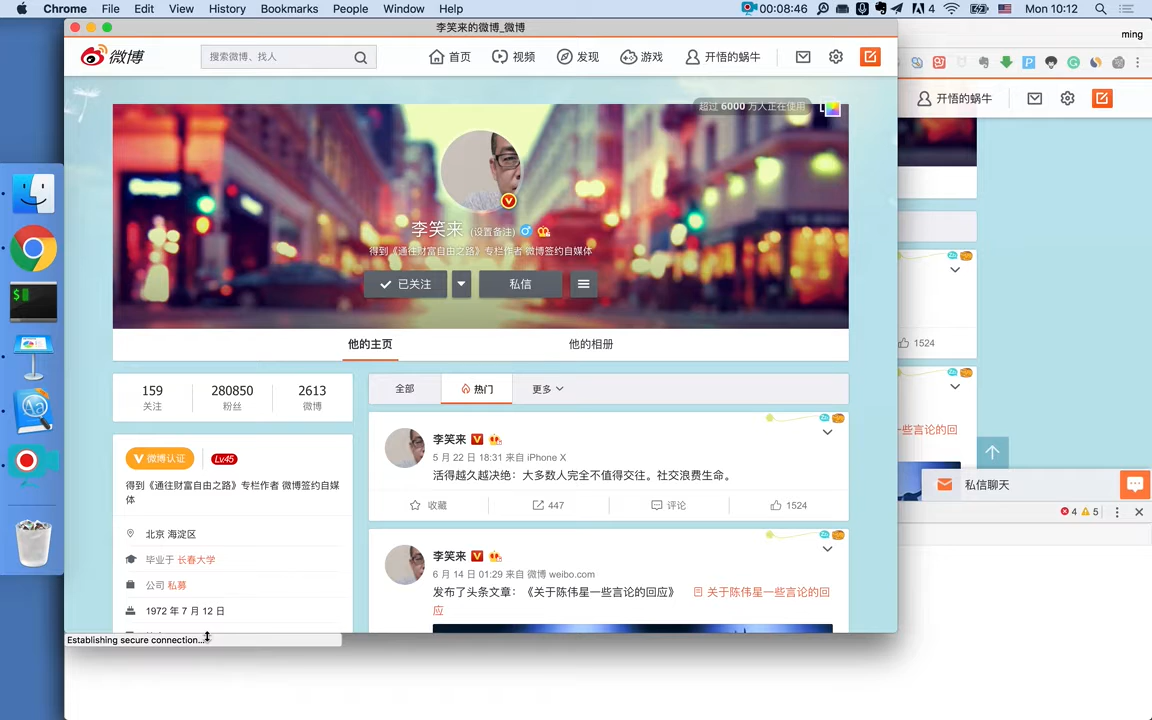 Chrome File Edit View History Bookmarks People Window Help 00:08:46 4 Mon 10:12
李笑来的微博_微博
ming
微博 搜索微博、找人 首页 视频 发现 游戏 开悟的蜗牛
开悟的蜗牛
超过 6000 万人正在使用
李笑来 (设置备注)
得到《通往财富自由之路》专栏作者 微博签约自媒体
已关注 私信
他的主页 他的相册
159 280850 2613
关注 粉丝 微博
全部 热门 更多
微博认证 Lv.45
得到《通往财富自由之路》专栏作者 微博签约自媒
体
北京 海淀区
毕业于 长春大学
公司 私募
1972 年 7 月 12 日
李笑来
5 月 22 日 18:31 来自 iPhone X
活得越久越决绝：大多数人完全不值得交往。社交浪费生命。
收藏 447 评论 1524
李笑来
6 月 14 日 01:29 来自 微博 weibo.com
发布了头条文章：《关于陈伟星一些言论的回应》 关于陈伟星一些言论的回
应
1524
一些言论的回
私信聊天
4 5
Establishing secure connection...